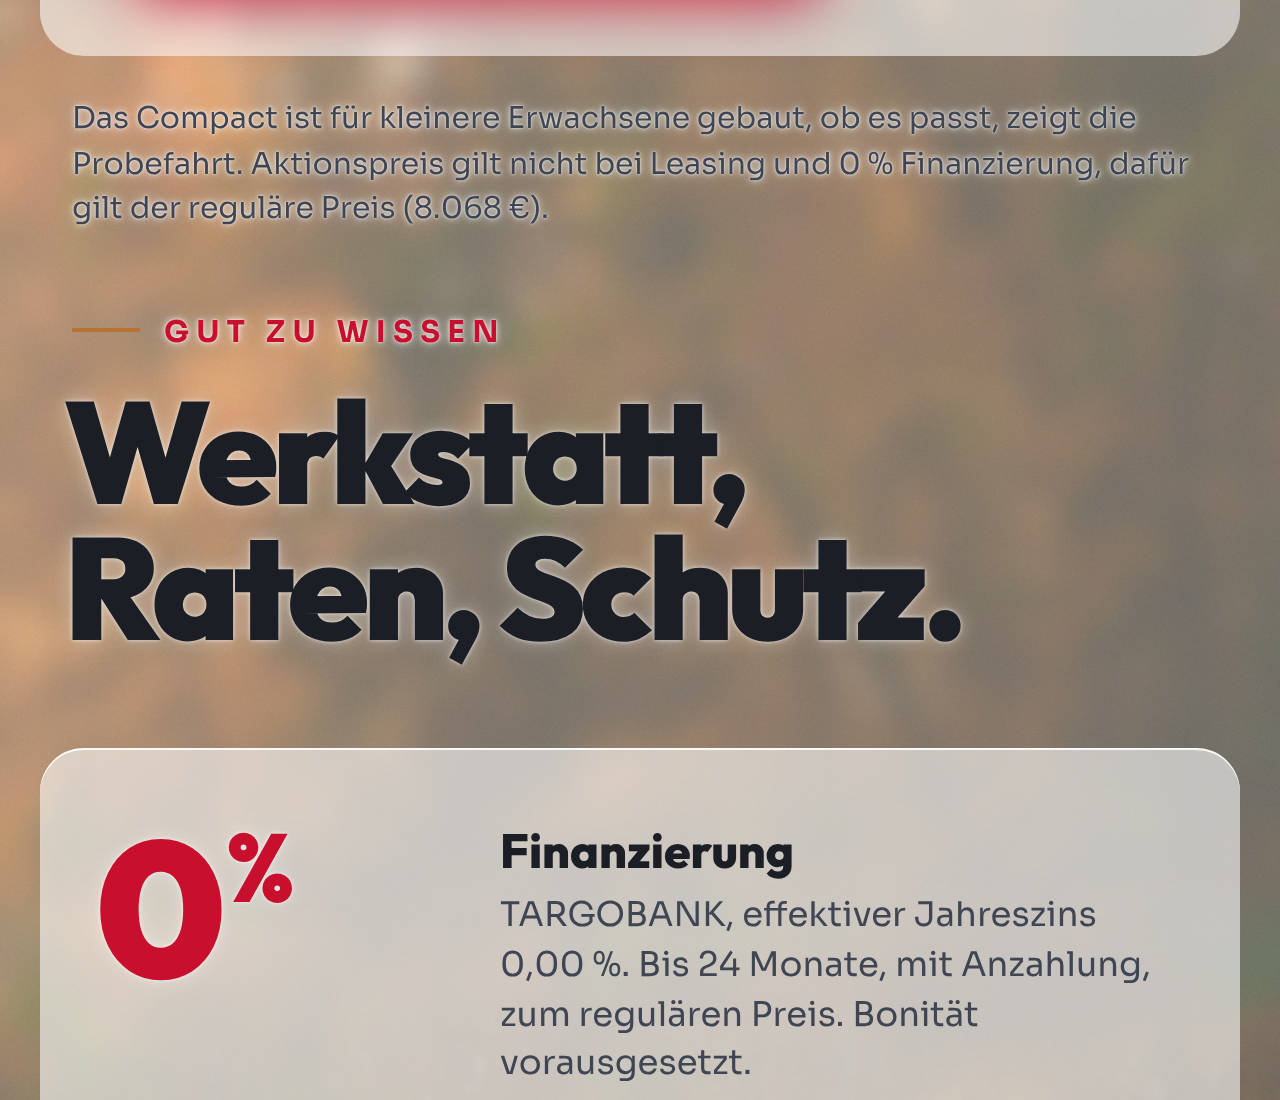 Das Compact ist für kleinere Erwachsene gebaut, ob es passt, zeigt die
Probefahrt. Aktionspreis gilt nicht bei Leasing und 0 % Finanzierung, dafür
gilt der reguläre Preis (8.068 €).
GUT ZU WISSEN
Werkstatt,
Raten, Schutz.
0%
Finanzierung
TARGOBANK, effektiver Jahreszins
0,00 %. Bis 24 Monate, mit Anzahlung,
zum regulären Preis. Bonität
vorausgesetzt.